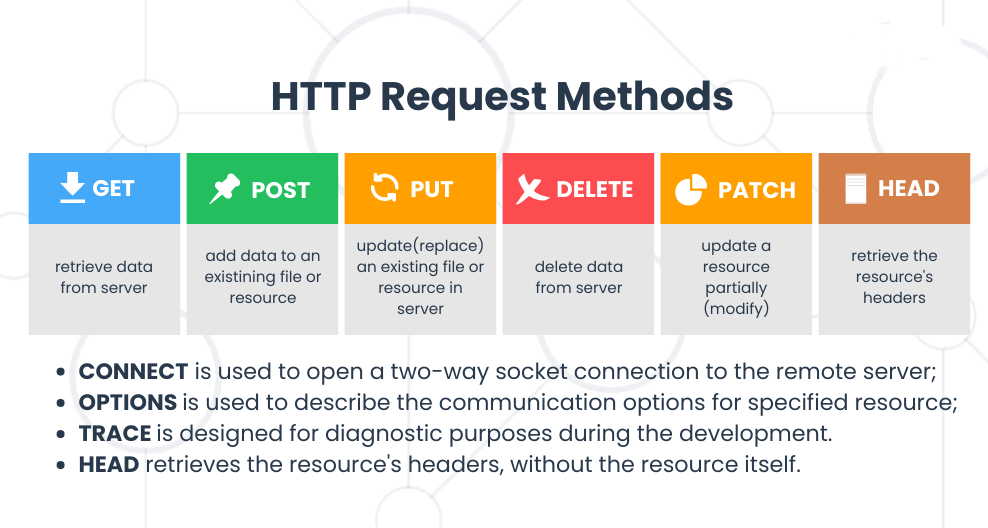 HTTP Request Methods
GET
retrieve data
from server
POST
add data to an
existining file or
resource
PUT
update(replace)
an existing file or
resource in
server
DELETE
delete data
from server
PATCH
update a
resource
partially
(modify)
HEAD
retrieve the
resource's
headers
• CONNECT is used to open a two-way socket connection to the remote server;
• OPTIONS is used to describe the communication options for specified resource;
• TRACE is designed for diagnostic purposes during the development.
• HEAD retrieves the resource's headers, without the resource itself.